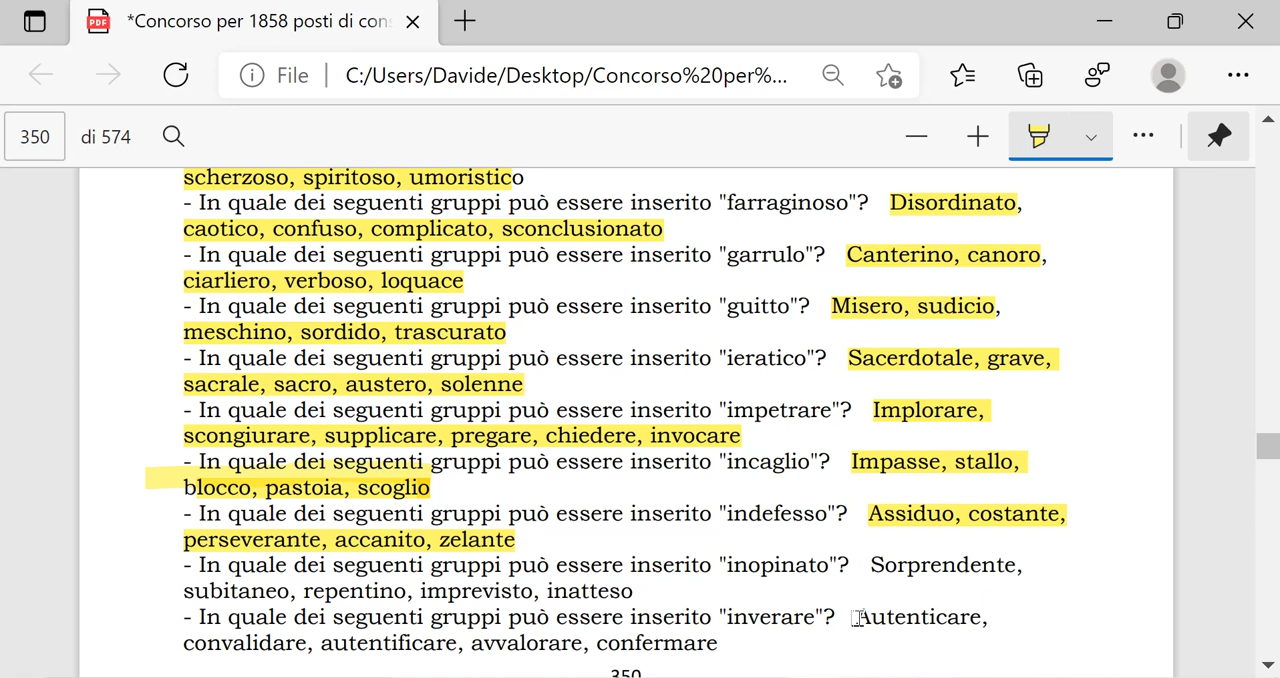 *Concorso per 1858 posti di con
File
C:/Users/Davide/Desktop/Concorso%20per%...
350 di 574
scherzoso, spiritoso, umoristico
- In quale dei seguenti gruppi può essere inserito "farraginoso"? Disordinato,
caotico, confuso, complicato, sconclusionato
- In quale dei seguenti gruppi può essere inserito "garrulo"? Canterino, canoro,
ciarliero, verboso, loquace
- In quale dei seguenti gruppi può essere inserito "guitto"? Misero, sudicio,
meschino, sordido, trascurato
- In quale dei seguenti gruppi può essere inserito "ieratico"? Sacerdotale, grave,
sacrale, sacro, austero, solenne
- In quale dei seguenti gruppi può essere inserito "impetrare"? Implorare,
scongiurare, supplicare, pregare, chiedere, invocare
- In quale dei seguenti gruppi può essere inserito "incaglio"? Impasse, stallo,
blocco, pastoia, scoglio
- In quale dei seguenti gruppi può essere inserito "indefesso"? Assiduo, costante,
perseverante, accanito, zelante
- In quale dei seguenti gruppi può essere inserito "inopinato"? Sorprendente,
subitaneo, repentino, imprevisto, inatteso
- In quale dei seguenti gruppi può essere inserito "inverare"? Autenticare,
convalidare, autentificare, avvalorare, confermare
350